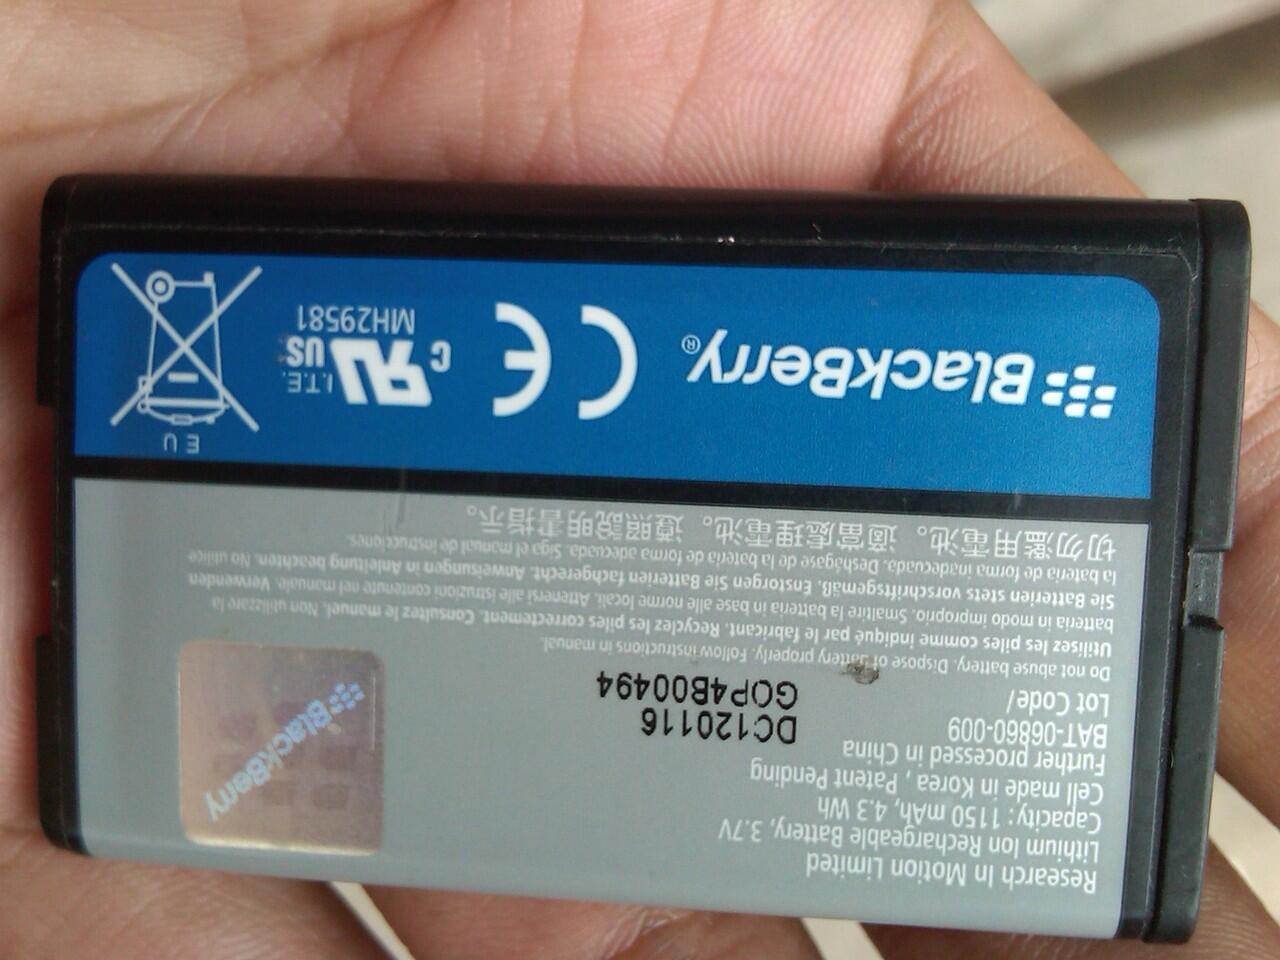 Research In Motion Limited
Lithium Ion Rechargeable Battery, 3.7V
Capacity: 1150 mAh, 4.3 Wh
Cell made in Korea , Patent Pending
Further processed in China
BAT-06860-009
DC120116
Lot Code/
GOP4B00494
Do not abuse battery. Dispose of battery properly. Follow instructions in manual.
Utilisez les piles comme indiqué par le fabricant. Recyclez les piles correctement. Consultez le manuel. Non utilizzare la
batteria in modo improprio. Smaltire la batteria in base alle norme locali. Attenersi alle istruzioni contenute nel manuale. Verwenden
Sie Batterien stets vorschriftsgemäß. Enstorgen Sie Batterien fachgerecht. Anweisungen in Anleitung beachten. No utilice
la batería de forma inadecuada. Deshágase de la batería de forma adecuada. Siga el manual de instrucciones.
切勿濫用電池。適當處理電池。遵照說明書指示。
BlackBerry
BlackBerry®
CE
c RU US
I.T.E.
MH29581
EU